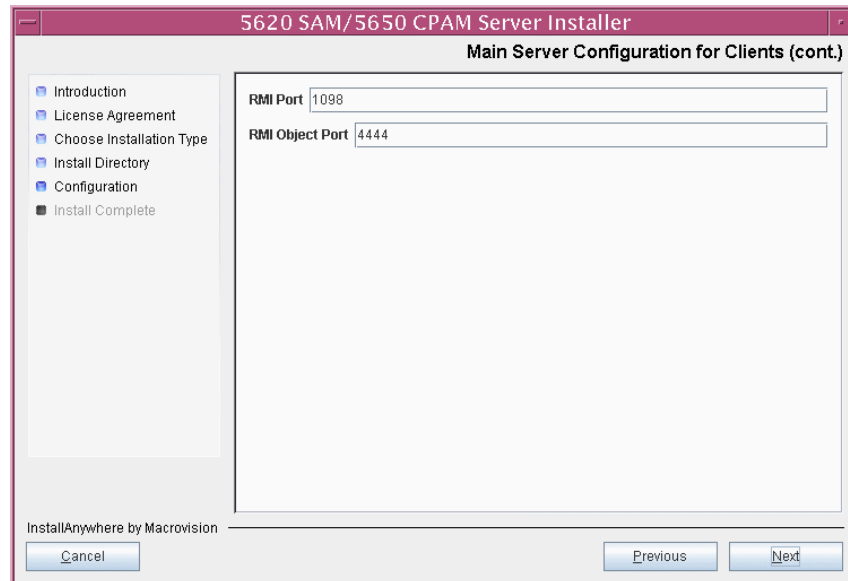 5620 SAM/5650 CPAM Server Installer
Main Server Configuration for Clients (cont.)
Introduction
License Agreement
Choose Installation Type
Install Directory
Configuration
Install Complete
RMI Port 1098
RMI Object Port 4444
InstallAnywhere by Macrovision
Cancel
Previous
Next